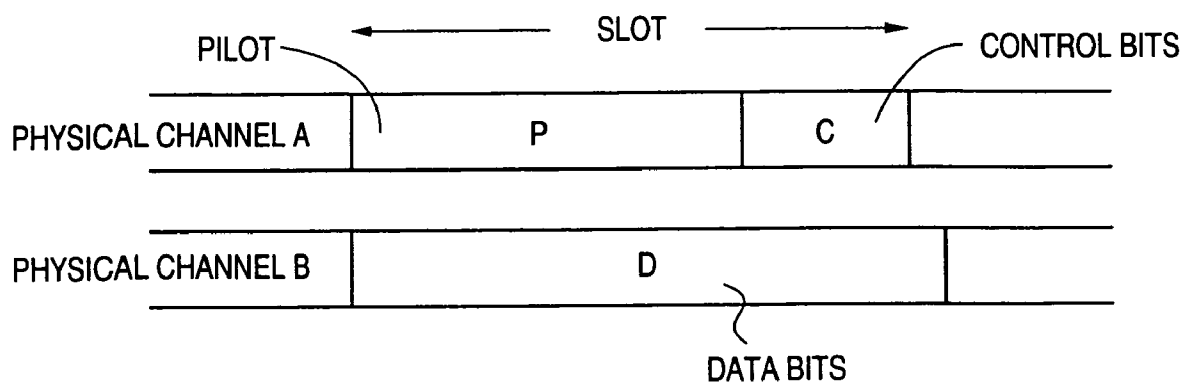 SLOT
PILOT
CONTROL BITS
PHYSICAL CHANNEL A
P
C
PHYSICAL CHANNEL B
D
DATA BITS